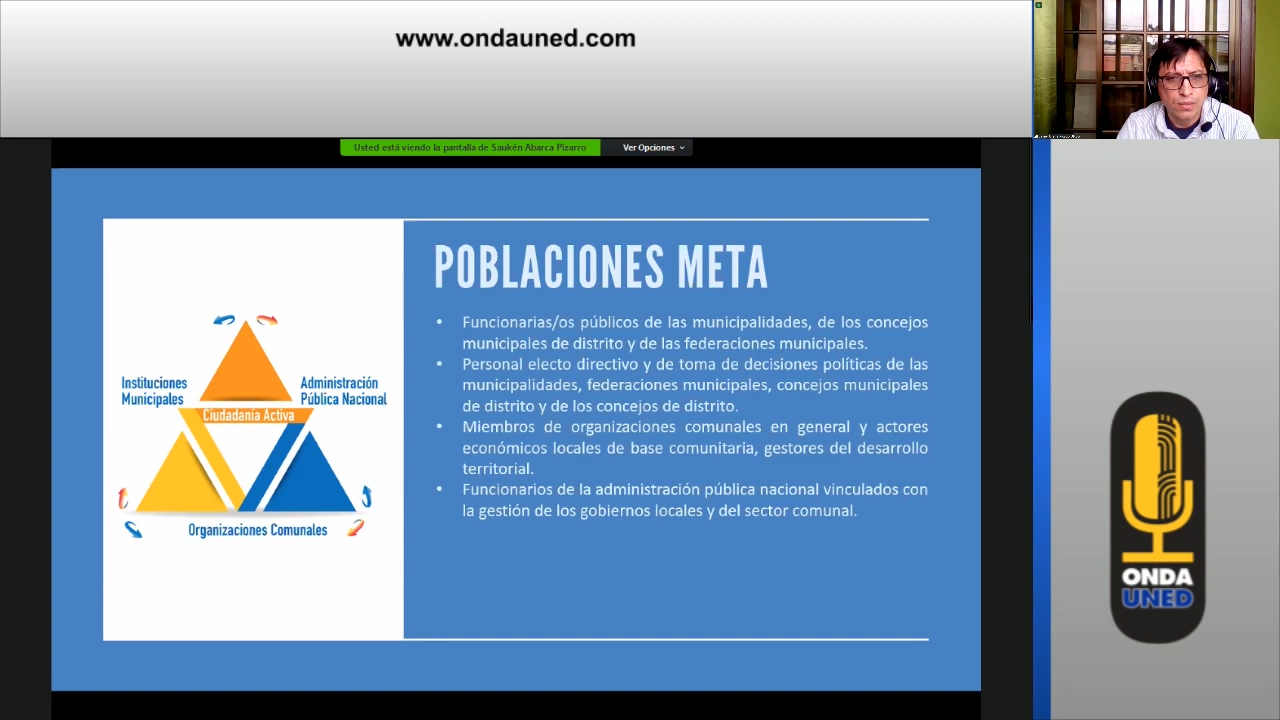 www.ondauned.com
Usted está viendo la pantalla de Saukén Abarca Pizarro
Ver Opciones
POBLACIONES META
• Funcionarias/os públicos de las municipalidades, de los concejos
municipales de distrito y de las federaciones municipales.
• Personal electo directivo y de toma de decisiones políticas de las
municipalidades, federaciones municipales, concejos municipales
de distrito y de los concejos de distrito.
• Miembros de organizaciones comunales en general y actores
económicos locales de base comunitaria, gestores del desarrollo
territorial.
• Funcionarios de la administración pública nacional vinculados con
la gestión de los gobiernos locales y del sector comunal.
Instituciones
Municipales
Administración
Pública Nacional
Ciudadanía Activa
Organizaciones Comunales
ONDA
UNED